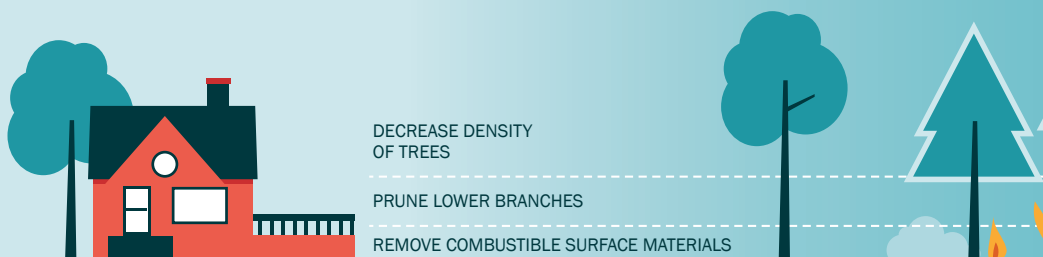 DECREASE DENSITY
OF TREES
PRUNE LOWER BRANCHES
REMOVE COMBUSTIBLE SURFACE MATERIALS